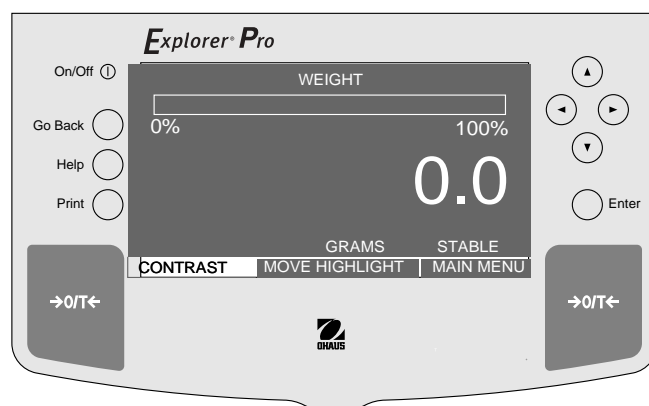 Explorer® Pro
On/Off
WEIGHT
0% 100%
Go Back
Help
Print
0.0
Enter
GRAMS STABLE
CONTRAST MOVE HIGHLIGHT MAIN MENU
→0/T← →0/T←
OHAUS